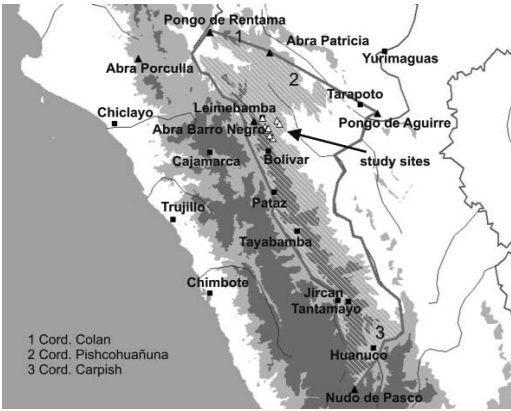 Pongo de Rentama
1
Abra Patricia
Abra Porculla
2
Yurimaguas
Tarapoto
Leimebamba
Chiclayo
Pongo de Aguirre
Abra Barro Negro
study sites
Cajamarca
Bolivar
Pataz
Trujillo
Tayabamba
Chimbote
Jircan
Tantamayo
3
1 Cord. Colan
2 Cord. Pishcohuañuna
3 Cord. Carpish
Huanuco
Nudo de Pasco